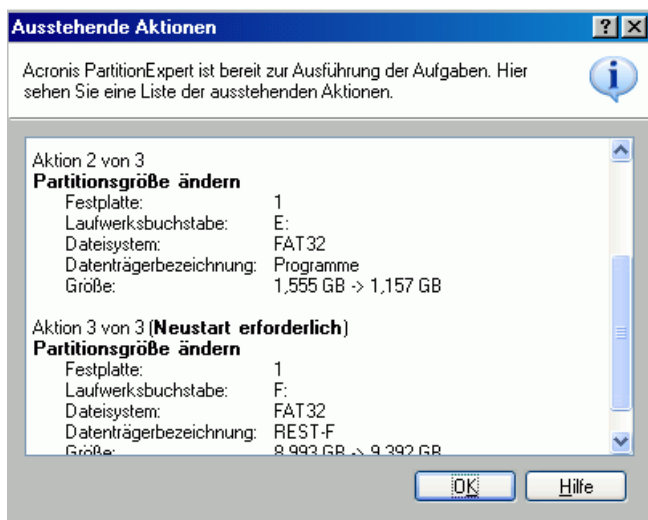 Ausstehende Aktionen
Acronis PartitionExpert ist bereit zur Ausführung der Aufgaben. Hier
sehen Sie eine Liste der ausstehenden Aktionen.
Aktion 2 von 3
Partitionsgröße ändern
Festplatte: 1
Laufwerksbuchstabe: E:
Dateisystem: FAT32
Datenträgerbezeichnung: Programme
Größe: 1,555 GB -> 1,157 GB
Aktion 3 von 3 (Neustart erforderlich)
Partitionsgröße ändern
Festplatte: 1
Laufwerksbuchstabe: F:
Dateisystem: FAT32
Datenträgerbezeichnung: REST-F
Größe: 8,993 GB -> 9,392 GB
OK Hilfe